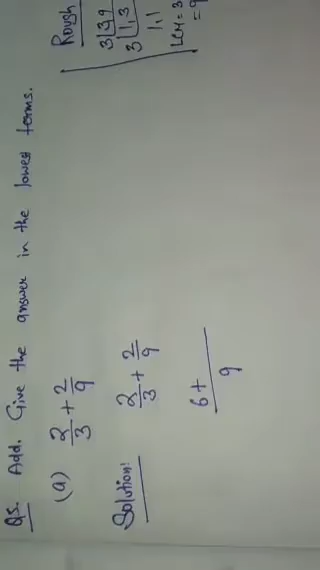 Q5. Add. Give the answer in the lowest terms.
(a) 2/3 + 2/9
Solution: 2/3 + 2/9
6+ / 9
Rough
3 | 3, 9
3 | 1, 3
1, 1
LCM = 3
= 9